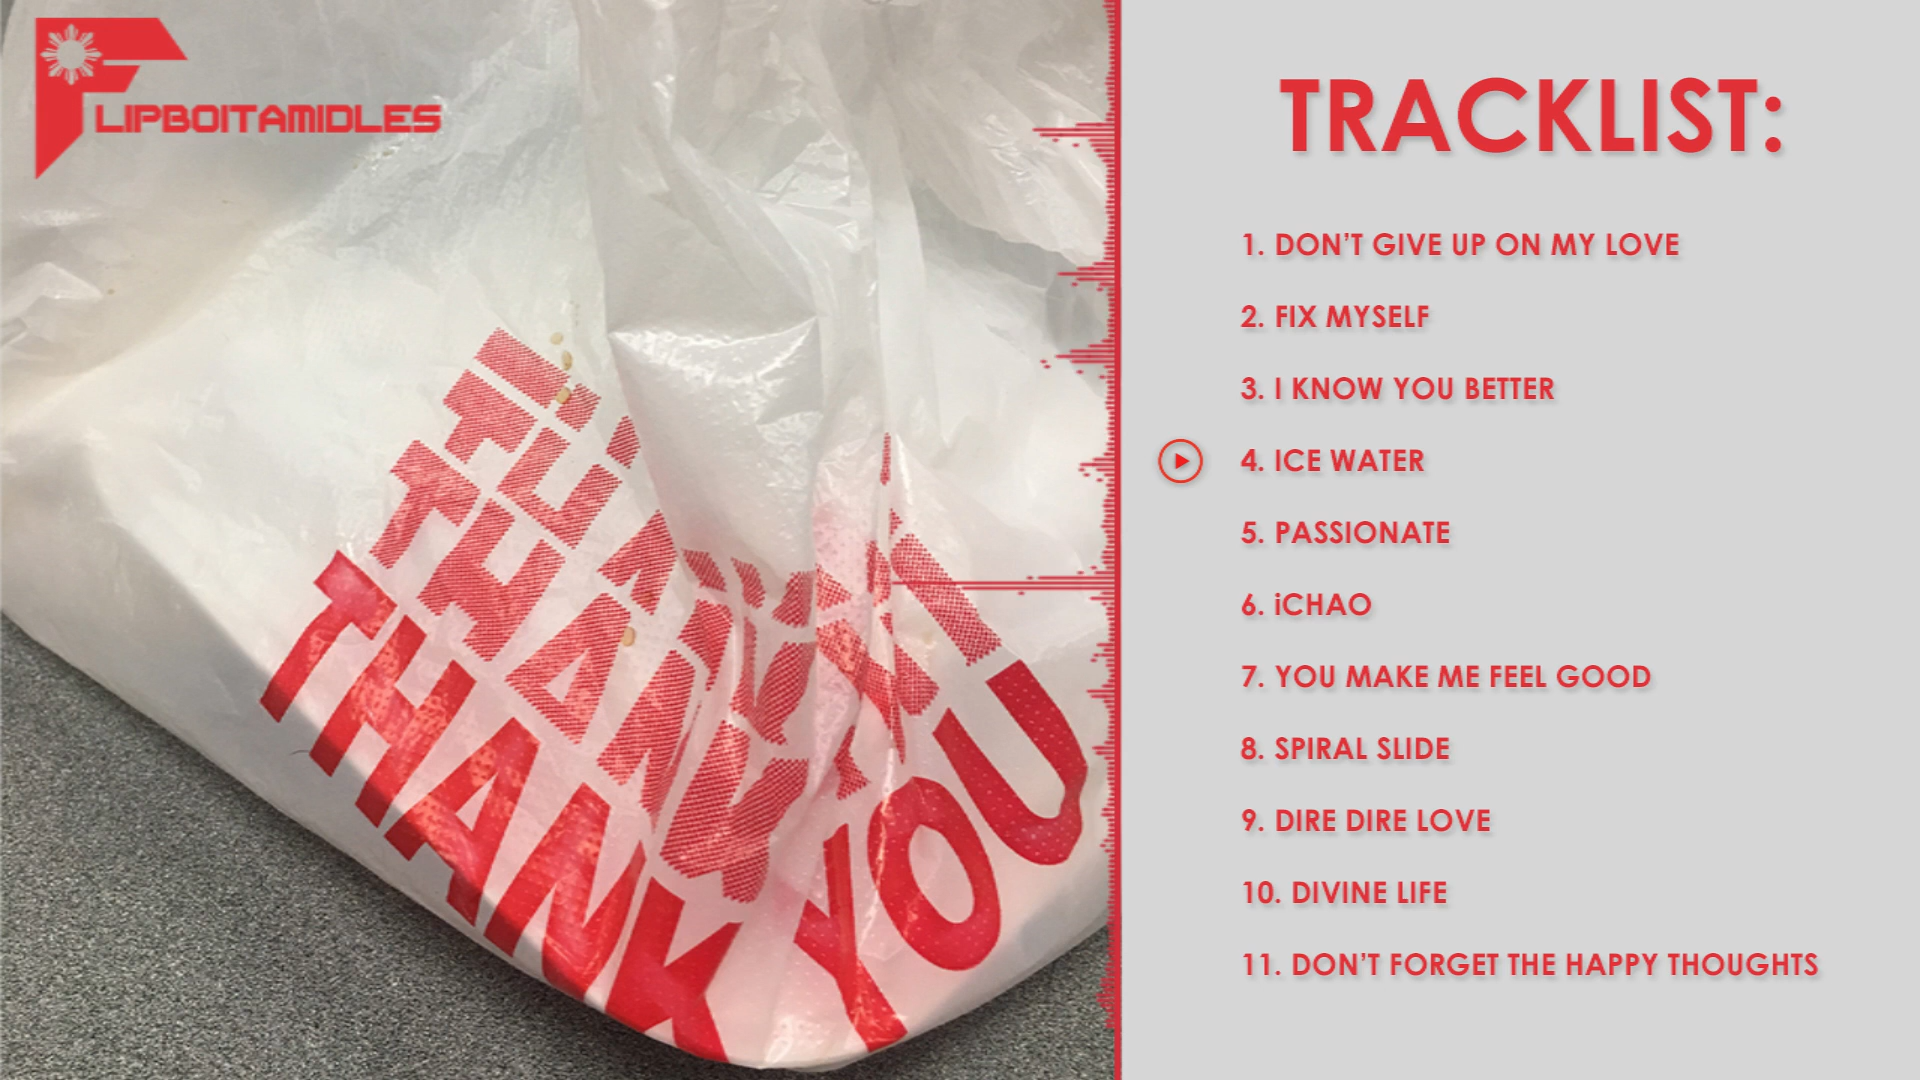 FLIPBOITAMIDLES
THANK
THANK
THANK YOU
TRACKLIST:
1. DON'T GIVE UP ON MY LOVE
2. FIX MYSELF
3. I KNOW YOU BETTER
4. ICE WATER
5. PASSIONATE
6. iCHAO
7. YOU MAKE ME FEEL GOOD
8. SPIRAL SLIDE
9. DIRE DIRE LOVE
10. DIVINE LIFE
11. DON'T FORGET THE HAPPY THOUGHTS